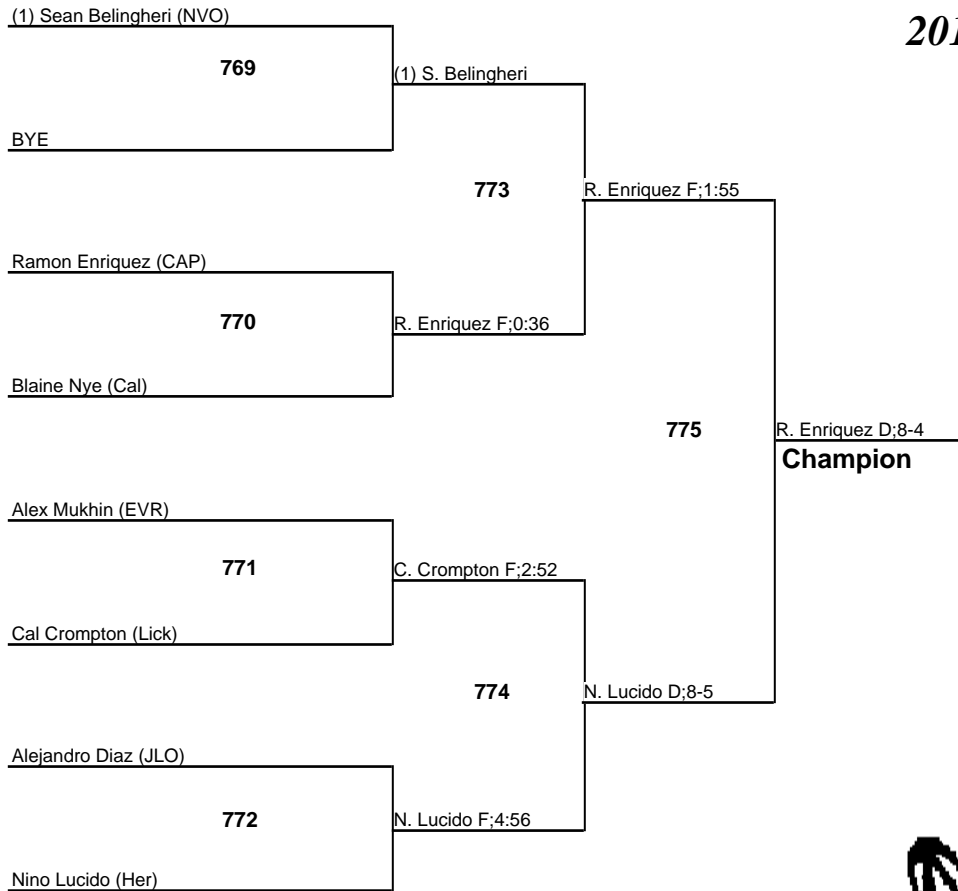 (1) Sean Belingheri (NVO)
201
769
(1) S. Belingheri
BYE
773
R. Enriquez F;1:55
Ramon Enriquez (CAP)
770
R. Enriquez F;0:36
Blaine Nye (Cal)
775
R. Enriquez D;8-4
Champion
Alex Mukhin (EVR)
771
C. Crompton F;2:52
Cal Crompton (Lick)
774
N. Lucido D;8-5
Alejandro Diaz (JLO)
772
N. Lucido F;4:56
Nino Lucido (Her)